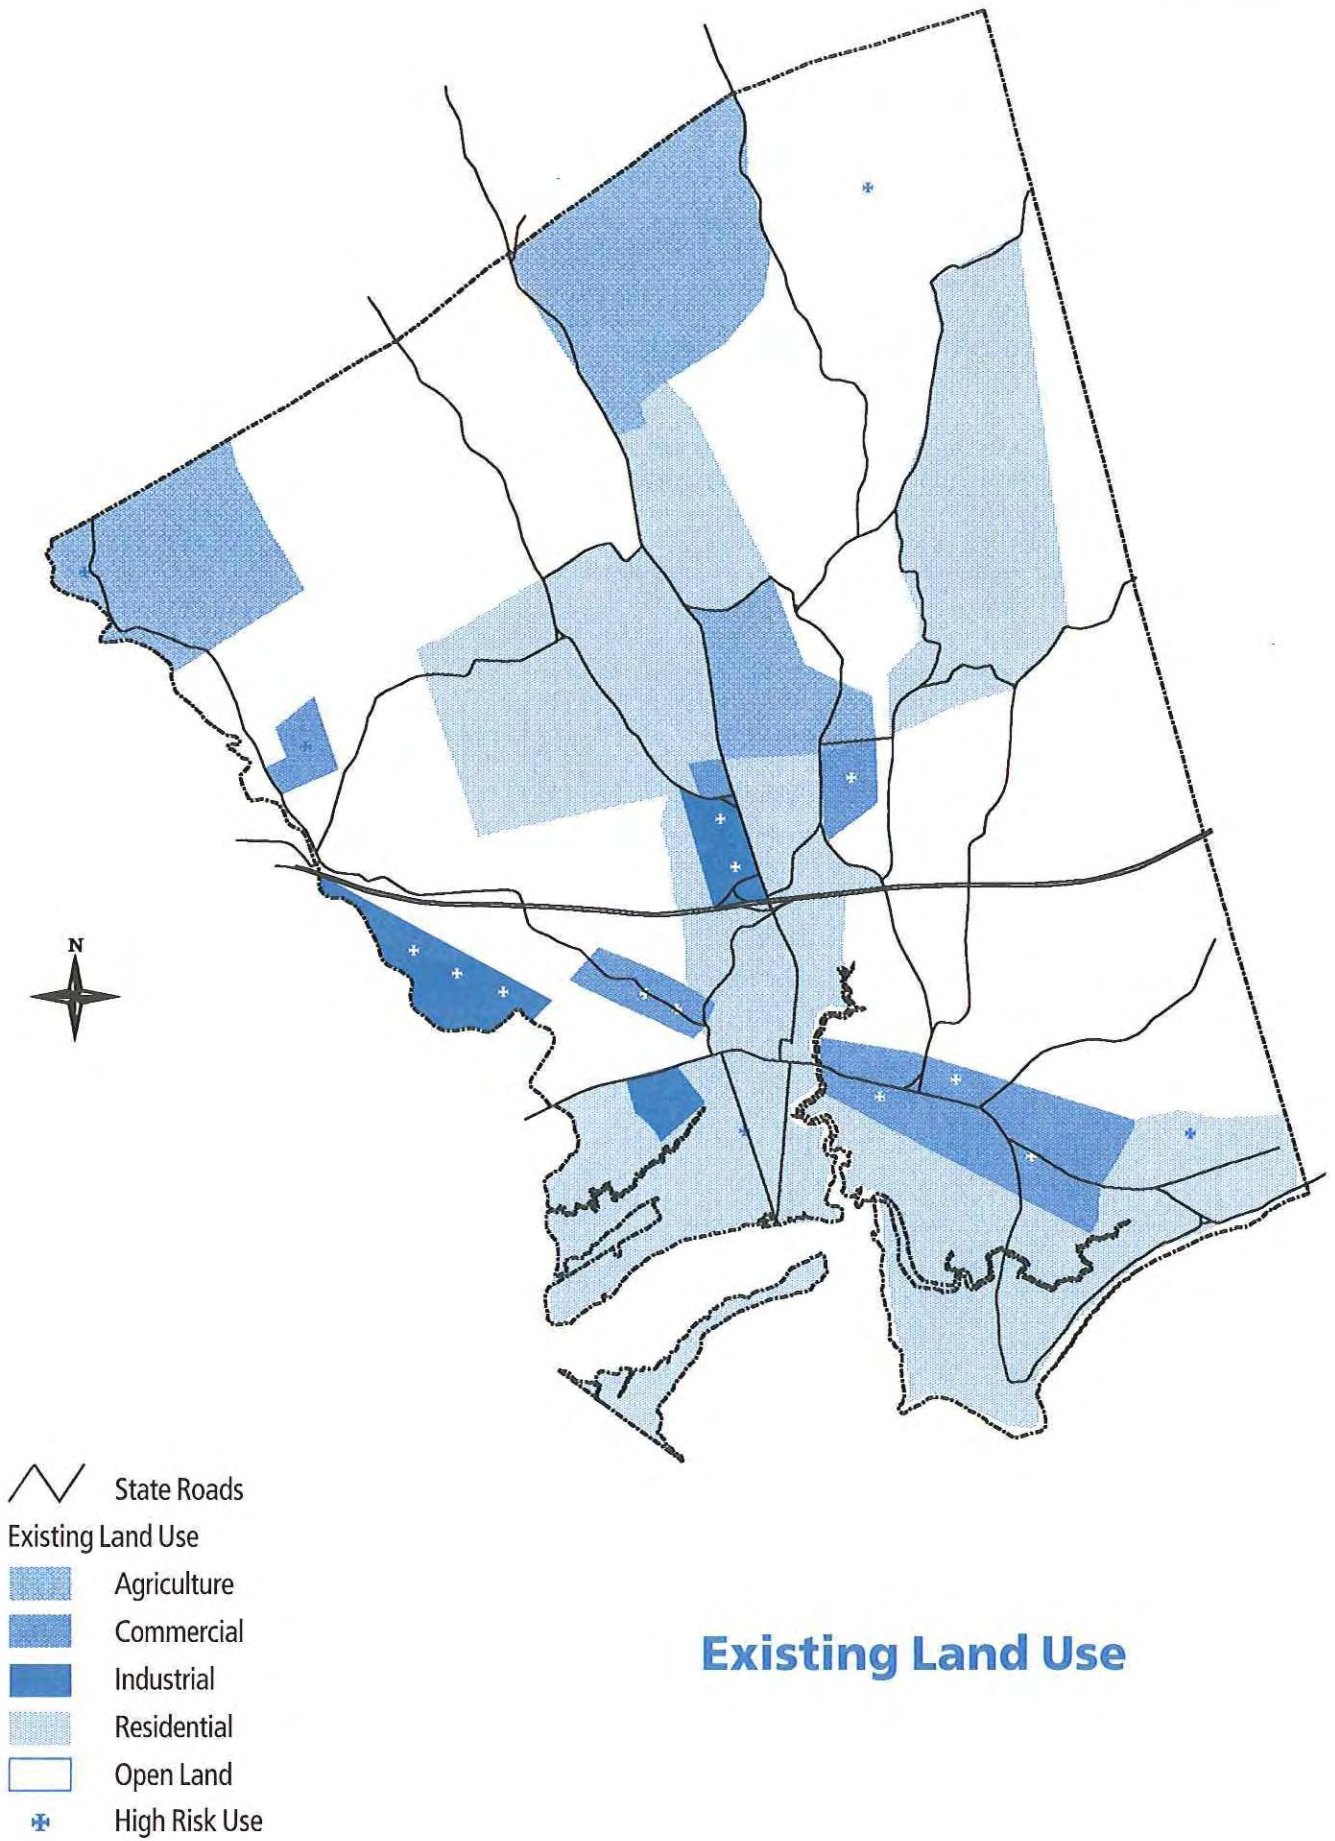 N
State Roads
Existing Land Use
Agriculture
Commercial
Industrial
Residential
Open Land
High Risk Use
Existing Land Use